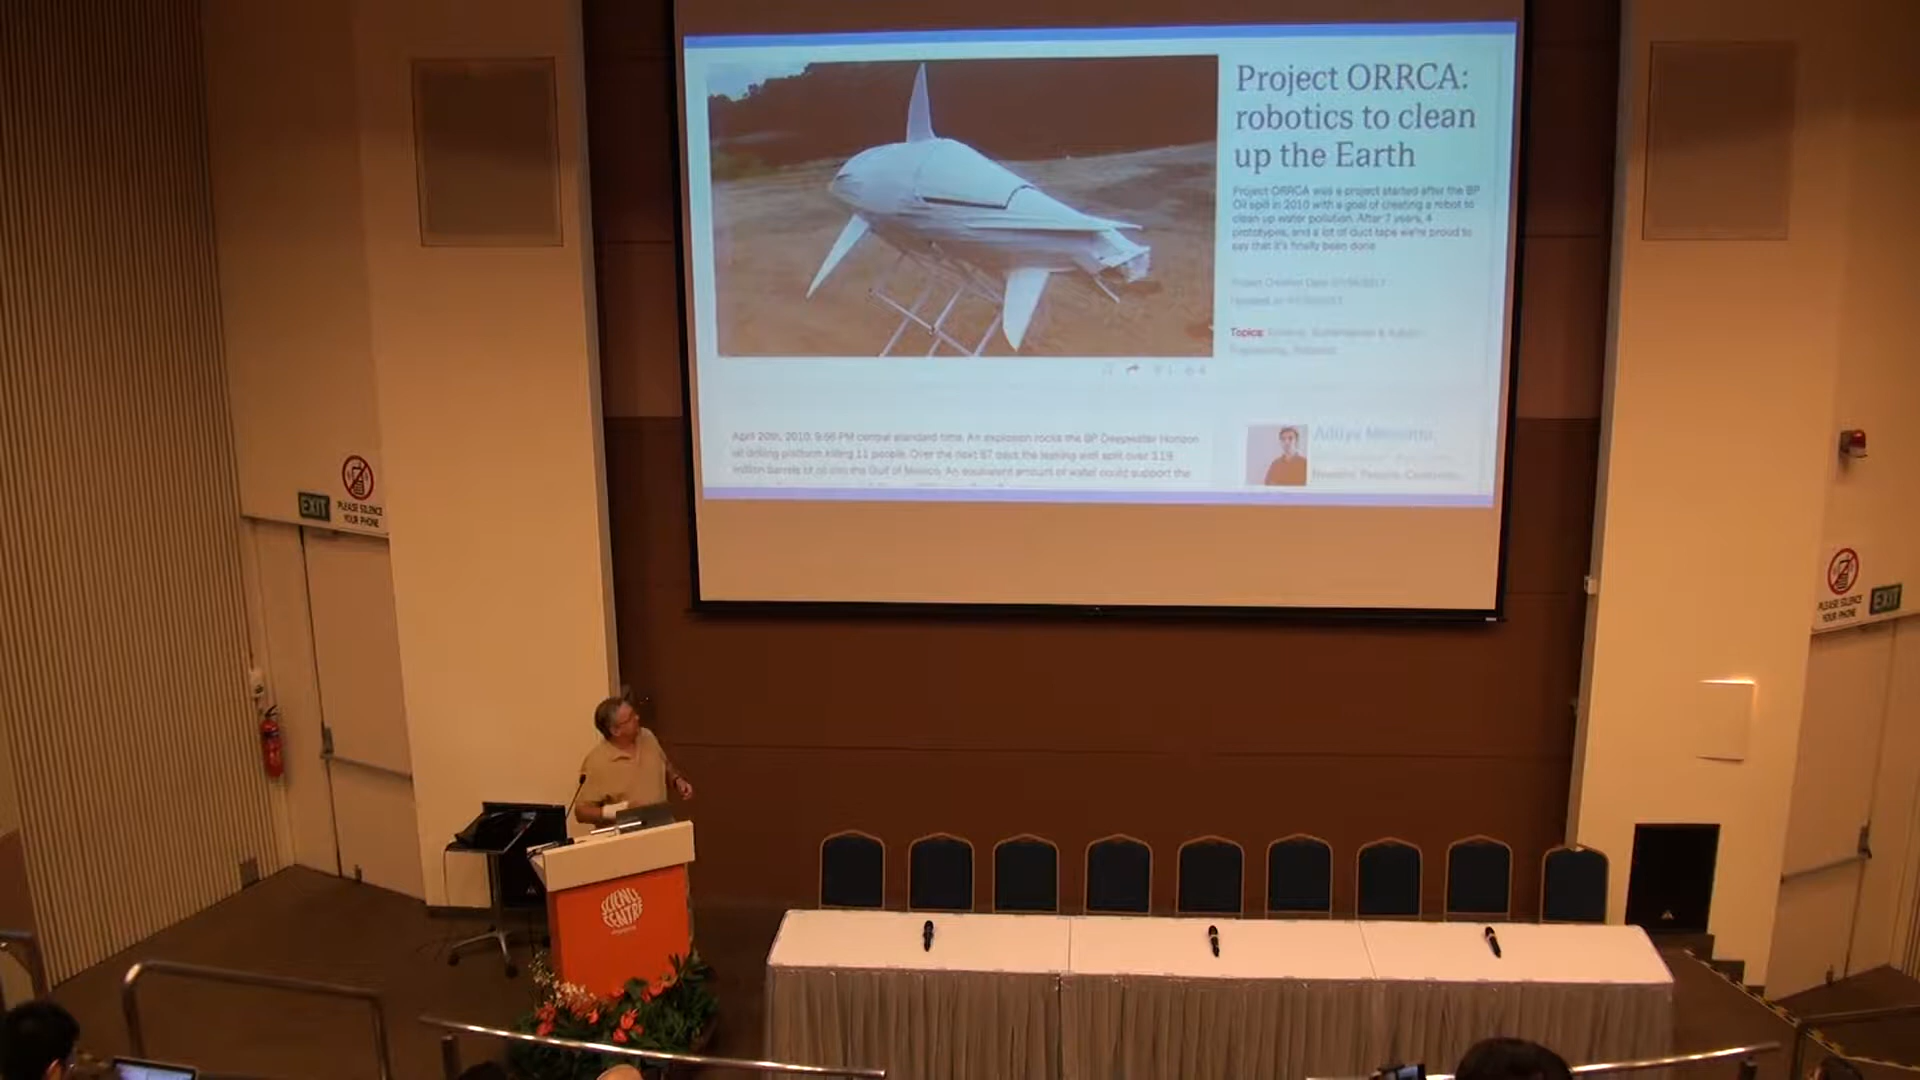 Project ORRCA:
robotics to clean
up the Earth
Project ORRCA was a project started after the BP
Oil spill in 2010 with a goal of creating a robot to
clean up water pollution. After 7 years, 4
prototypes, and a lot of duct tape we're proud to
say that it's finally been done
Topics:
April 20th, 2010, 9:56 PM central standard time. An explosion rocks the BP Deepwater Horizon
oil drilling platform killing 11 people. Over the next 87 days the leaking well spilt over 3.19
million barrels of oil into the Gulf of Mexico. An equivalent amount of water could support the
EXIT
PLEASE SILENCE
YOUR PHONE
PLEASE SILENCE
YOUR PHONE
EXIT
SCIENCE
CENTRE